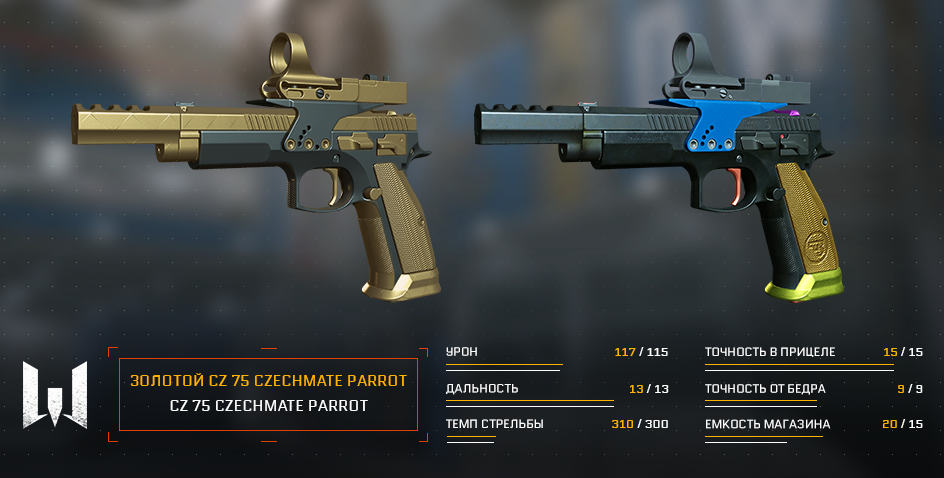 ЗОЛОТОЙ CZ 75 CZECHMATE PARROT
CZ 75 CZECHMATE PARROT
УРОН 117 / 115
ДАЛЬНОСТЬ 13 / 13
ТЕМП СТРЕЛЬБЫ 310 / 300
ТОЧНОСТЬ В ПРИЦЕЛЕ 15 / 15
ТОЧНОСТЬ ОТ БЕДРА 9 / 9
ЕМКОСТЬ МАГАЗИНА 20 / 15